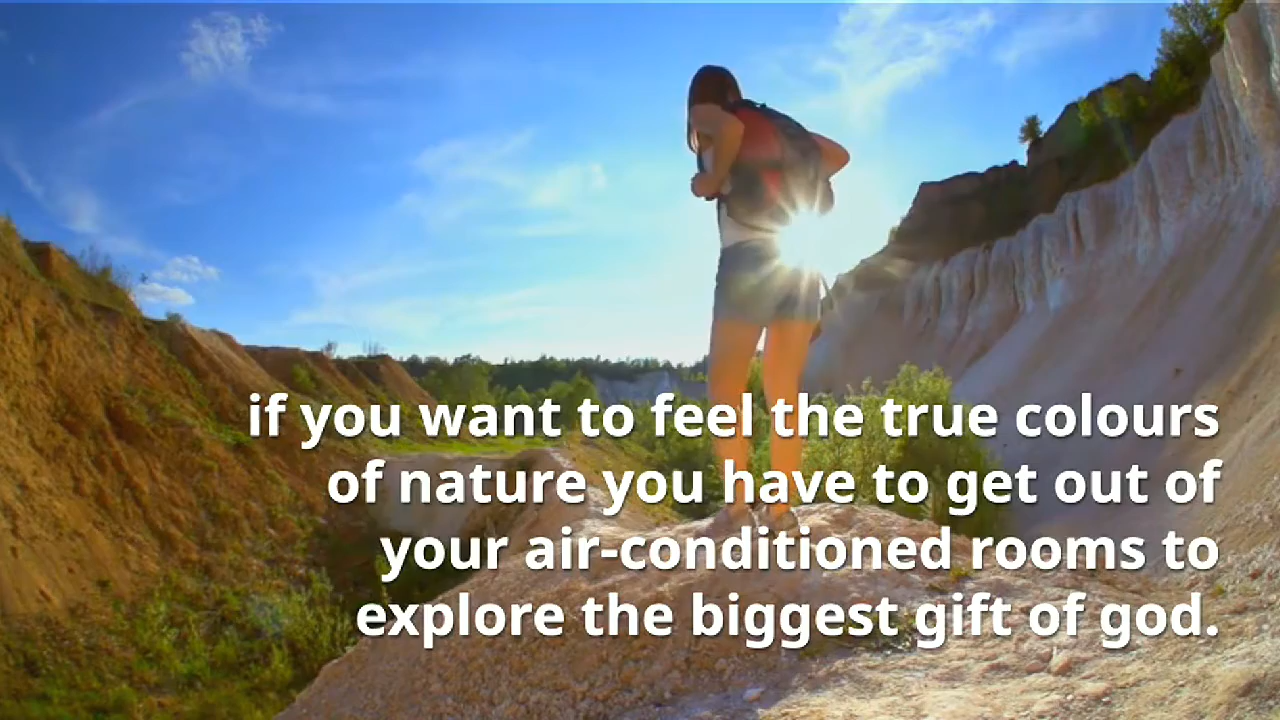 if you want to feel the true colours
of nature you have to get out of
your air-conditioned rooms to
explore the biggest gift of god.